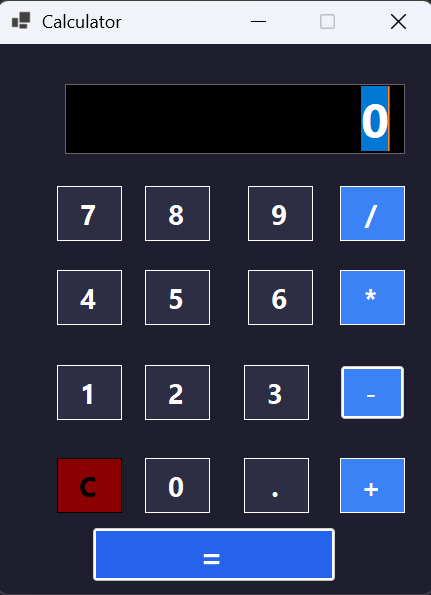 Calculator
0
7 8 9 /
4 5 6 *
1 2 3 -
C 0 . +
=